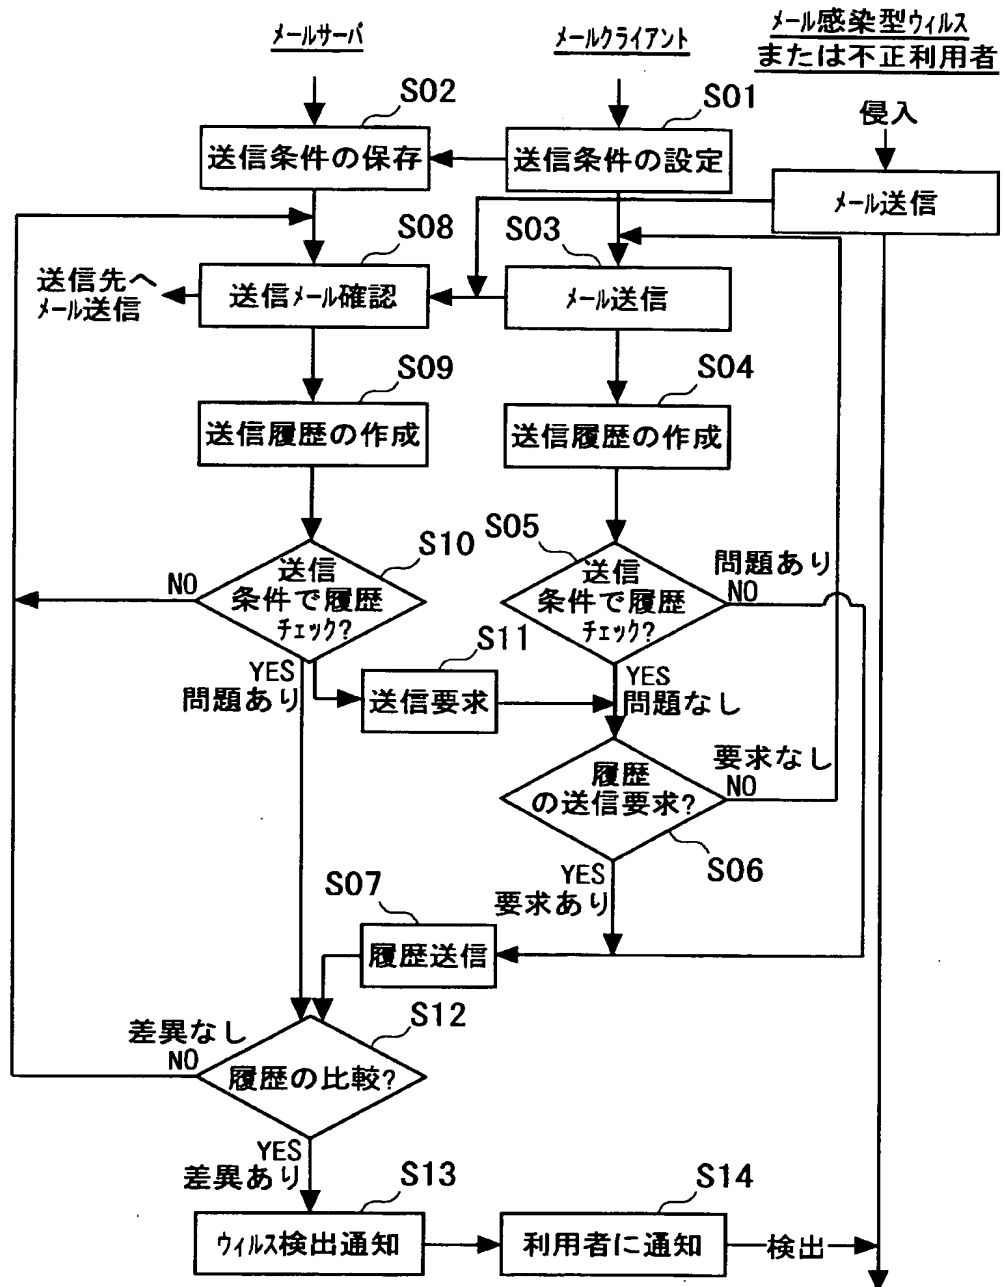 メールサーバ
メールクライアント
メール感染型ウィルス
または不正利用者
S02
S01
侵入
送信条件の保存
送信条件の設定
メール送信
S08
S03
送信先へ
メール送信
送信メール確認
メール送信
S09
S04
送信履歴の作成
送信履歴の作成
S10
S05
送信
条件で履歴
チェック?
NO
送信
条件で履歴
チェック?
問題あり
NO
YES
問題あり
S11
送信要求
YES
問題なし
履歴
の送信要求?
要求なし
NO
S06
YES
要求あり
S07
履歴送信
S12
差異なし
NO
履歴の比較?
YES
差異あり
S13
S14
ウィルス検出通知
利用者に通知
検出